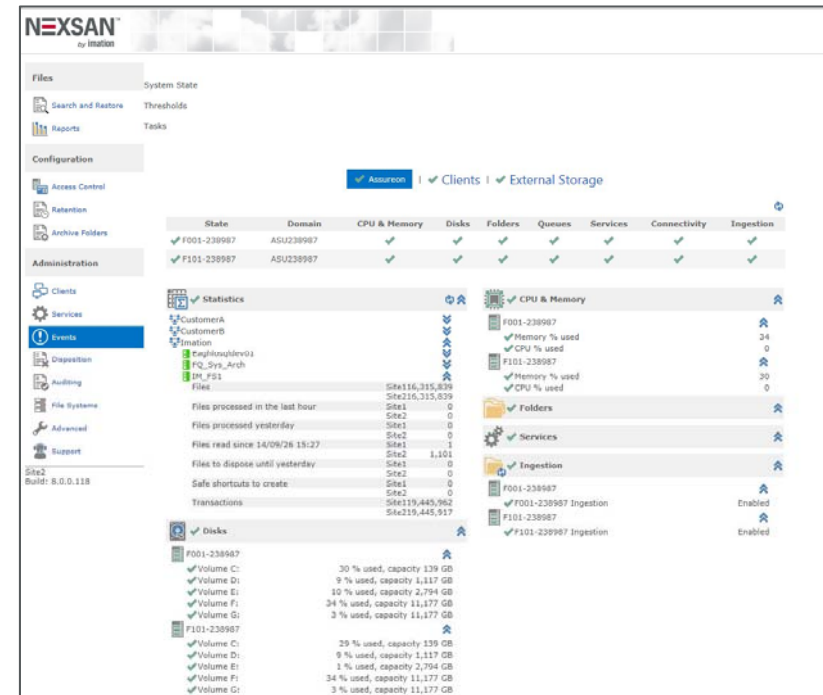 NEXSAN™
by imation
Files
Search and Restore
Reports
Configuration
Access Control
Retention
Archive Folders
Administration
Clients
Services
Events
Disposition
Auditing
File Systems
Advanced
Support
Site2
Build: 8.0.0.118
System State
Thresholds
Tasks
Assureon | Clients | External Storage
State Domain CPU & Memory Disks Folders Queues Services Connectivity Ingestion
F001-238987 ASU238987
F101-238987 ASU238987
Statistics
CustomerA
CustomerB
Imation
FQ_Sys_Arch
IM_FS1
Files Site116,315,839
Site216,315,839
Files processed in the last hour Site1 0
Site2 0
Files processed yesterday Site1 0
Site2 0
Files read since 14/09/26 15:27 Site1 1
Site2 1,101
Files to dispose until yesterday Site1 0
Site2 0
Safe shortcuts to create Site1 0
Site2 0
Transactions Site119,445,962
Site219,445,917
Disks
F001-238987
Volume C: 30 % used, capacity 139 GB
Volume D: 9 % used, capacity 1,117 GB
Volume E: 10 % used, capacity 2,794 GB
Volume F: 34 % used, capacity 11,177 GB
Volume G: 3 % used, capacity 11,177 GB
F101-238987
Volume C: 29 % used, capacity 139 GB
Volume D: 9 % used, capacity 1,117 GB
Volume E: 1 % used, capacity 2,794 GB
Volume F: 34 % used, capacity 11,177 GB
Volume G: 3 % used, capacity 11,177 GB
CPU & Memory
F001-238987
Memory % used 34
CPU % used 0
F101-238987
Memory % used 30
CPU % used 0
Folders
Services
Ingestion
F001-238987
F001-238987 Ingestion Enabled
F101-238987
F101-238987 Ingestion Enabled